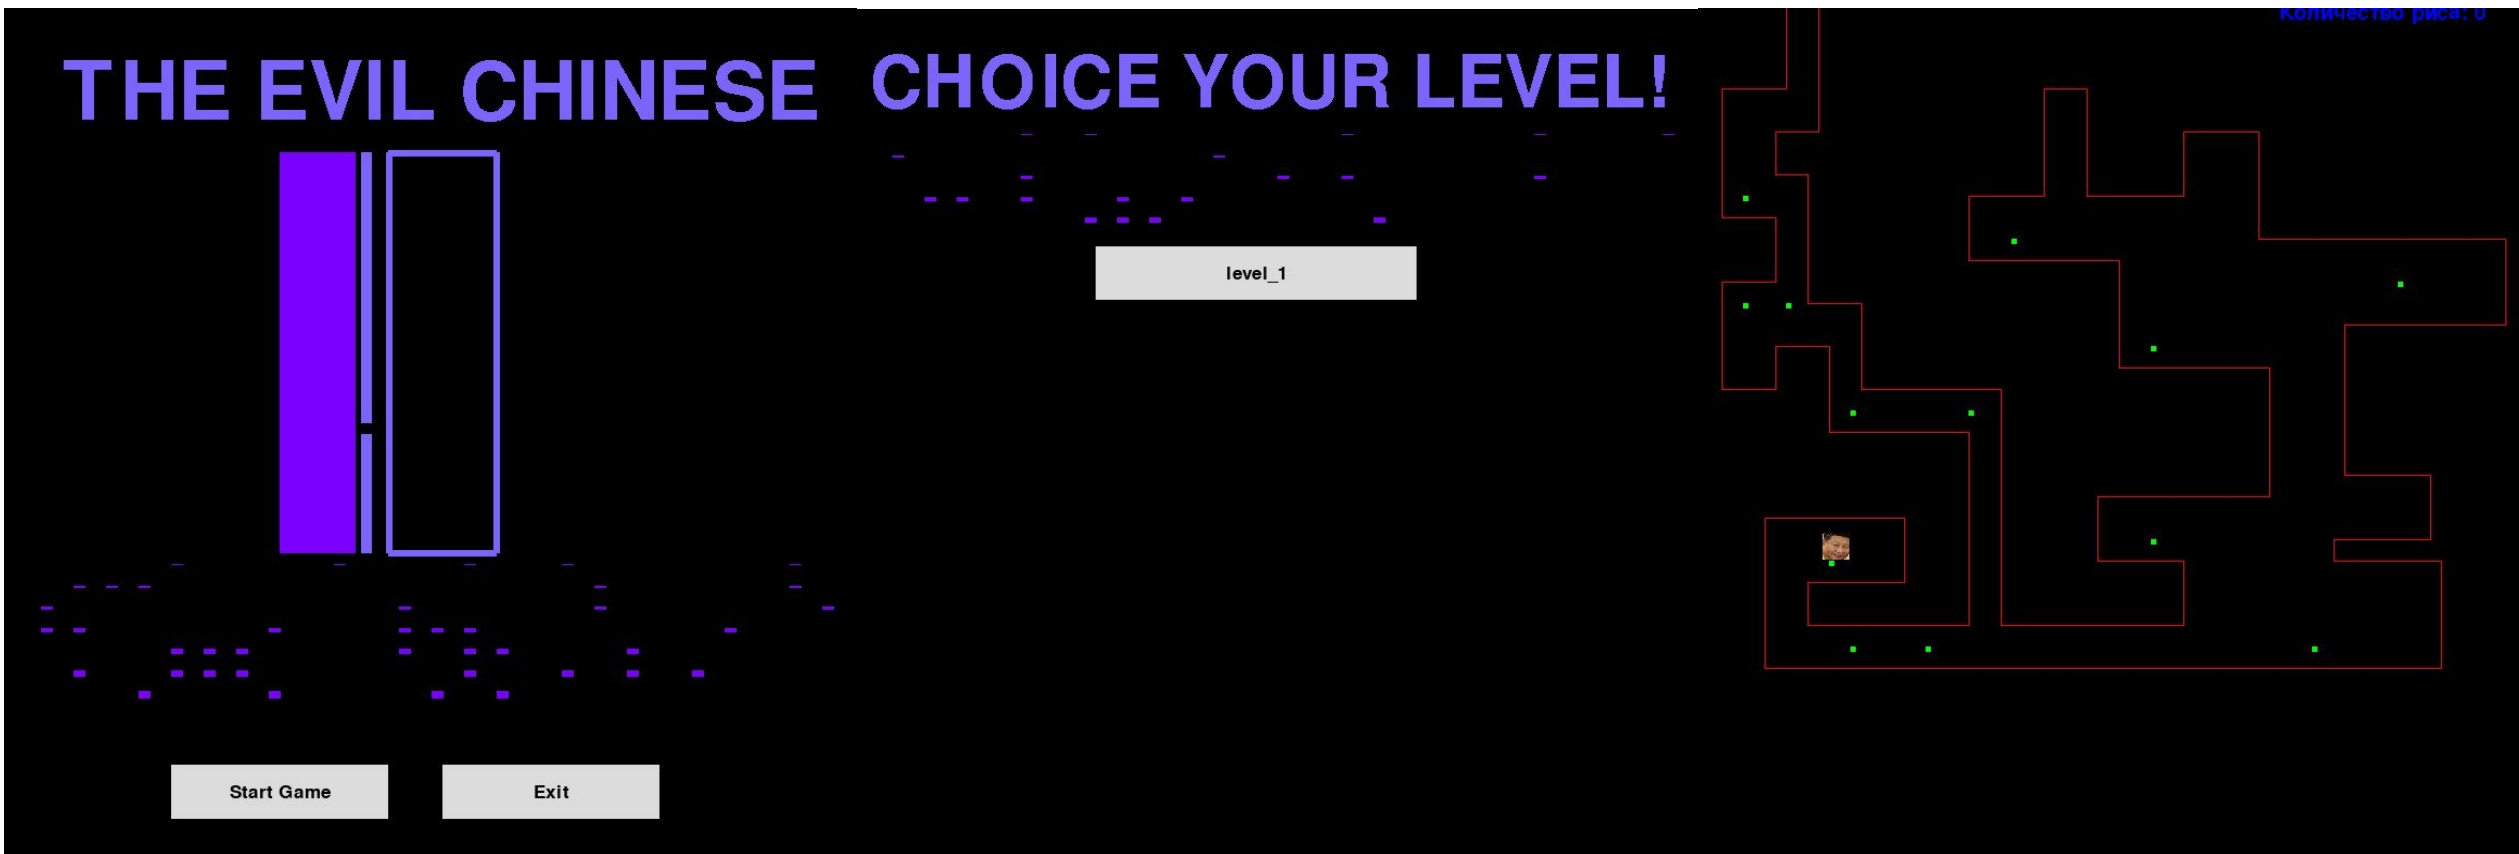 THE EVIL CHINESE
Start Game
Exit
CHOICE YOUR LEVEL!
level_1
Количество риса: 0